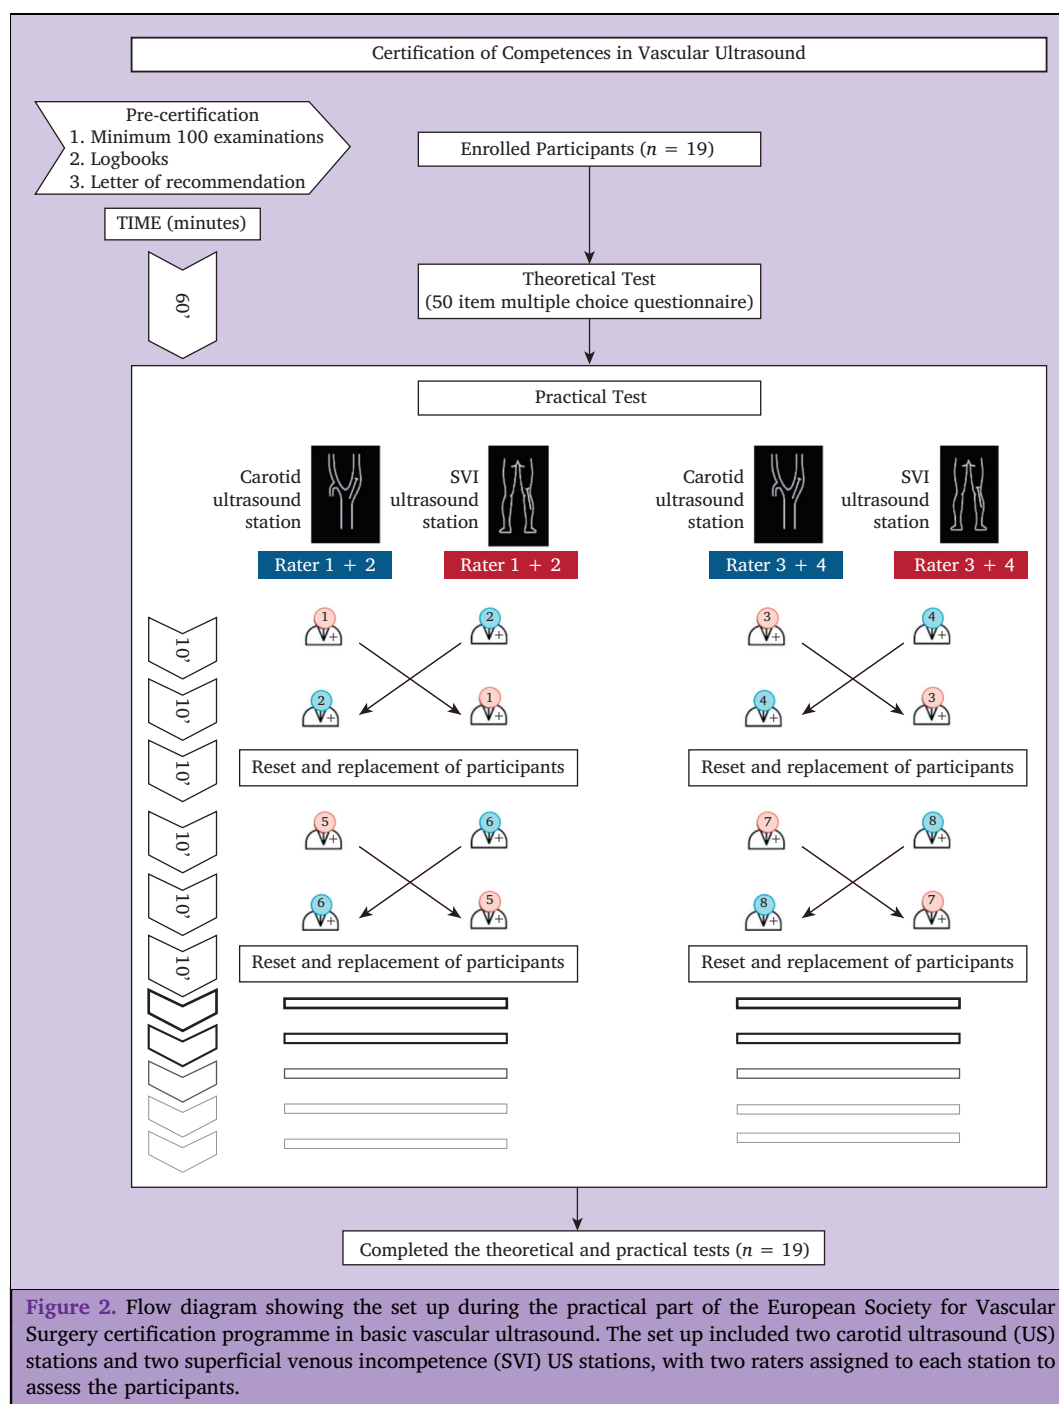 Certification of Competences in Vascular Ultrasound
Pre-certification
1. Minimum 100 examinations
2. Logbooks
3. Letter of recommendation
Enrolled Participants (n = 19)
TIME (minutes)
60’
Theoretical Test
(50 item multiple choice questionnaire)
Practical Test
Carotid
ultrasound
station
SVI
ultrasound
station
Carotid
ultrasound
station
SVI
ultrasound
station
Rater 1 + 2
Rater 1 + 2
Rater 3 + 4
Rater 3 + 4
10’
1
2
3
4
10’
2
1
4
3
10’
Reset and replacement of participants
Reset and replacement of participants
10’
5
6
7
8
10’
6
5
8
7
10’
Reset and replacement of participants
Reset and replacement of participants
Completed the theoretical and practical tests (n = 19)
Figure 2. Flow diagram showing the set up during the practical part of the European Society for Vascular
Surgery certification programme in basic vascular ultrasound. The set up included two carotid ultrasound (US)
stations and two superficial venous incompetence (SVI) US stations, with two raters assigned to each station to
assess the participants.